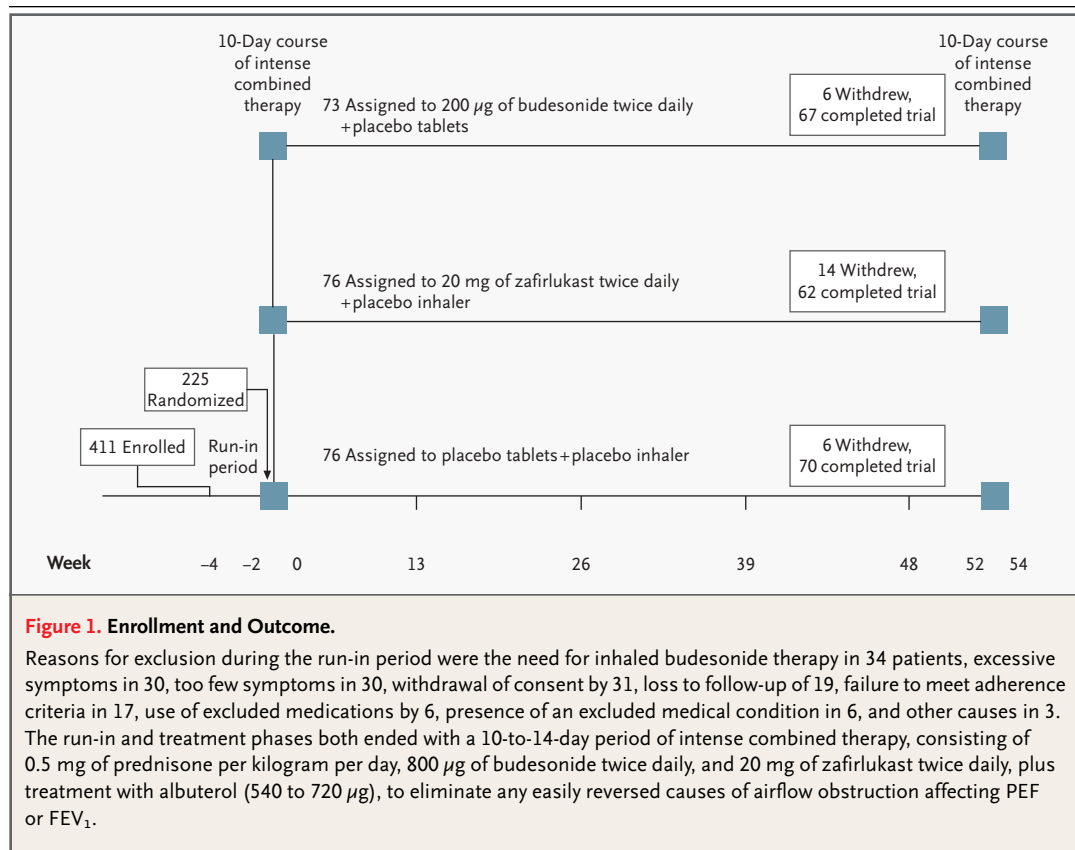 10-Day course
of intense
combined
therapy
10-Day course
of intense
combined
therapy
73 Assigned to 200 µg of budesonide twice daily
+placebo tablets
6 Withdrew,
67 completed trial
76 Assigned to 20 mg of zafirlukast twice daily
+placebo inhaler
14 Withdrew,
62 completed trial
225
Randomized
411 Enrolled
Run-in
period
76 Assigned to placebo tablets+placebo inhaler
6 Withdrew,
70 completed trial
Week –4 –2 0 13 26 39 48 52 54
Figure 1. Enrollment and Outcome.
Reasons for exclusion during the run-in period were the need for inhaled budesonide therapy in 34 patients, excessive
symptoms in 30, too few symptoms in 30, withdrawal of consent by 31, loss to follow-up of 19, failure to meet adherence
criteria in 17, use of excluded medications by 6, presence of an excluded medical condition in 6, and other causes in 3.
The run-in and treatment phases both ended with a 10-to-14-day period of intense combined therapy, consisting of
0.5 mg of prednisone per kilogram per day, 800 µg of budesonide twice daily, and 20 mg of zafirlukast twice daily, plus
treatment with albuterol (540 to 720 µg), to eliminate any easily reversed causes of airflow obstruction affecting PEF
or FEV₁.